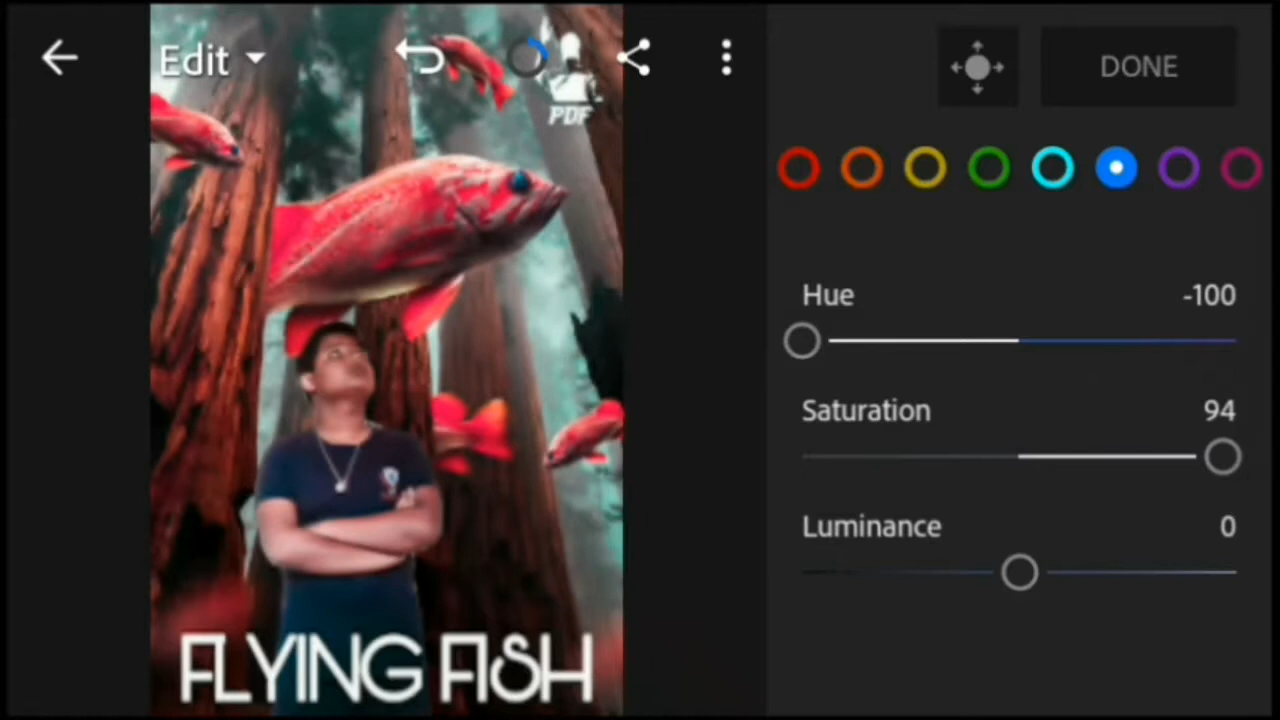 Edit
DONE
PDF
Hue -100
Saturation 94
Luminance 0
FLYING FISH